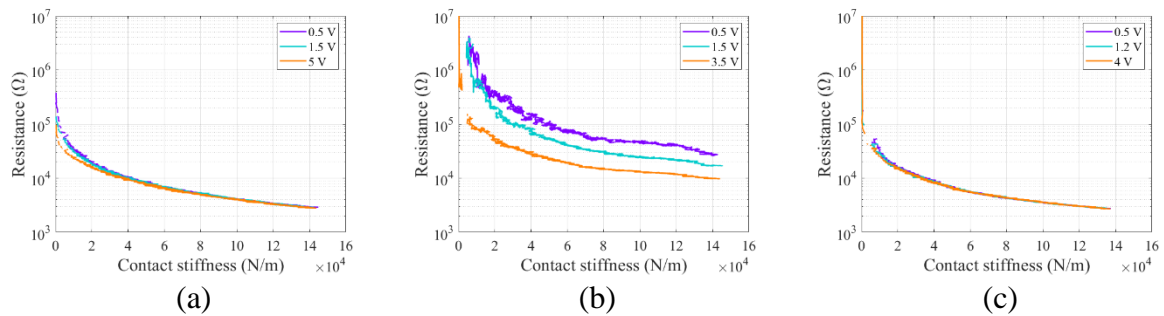 Resistance (Ω)
10^7
10^6
10^5
10^4
10^3
0.5 V
1.5 V
5 V
0 2 4 6 8 10 12 14 16
Contact stiffness (N/m) ×10^4
(a)
Resistance (Ω)
10^7
10^6
10^5
10^4
10^3
0.5 V
1.5 V
3.5 V
0 2 4 6 8 10 12 14 16
Contact stiffness (N/m) ×10^4
(b)
Resistance (Ω)
10^7
10^6
10^5
10^4
10^3
0.5 V
1.2 V
4 V
0 2 4 6 8 10 12 14 16
Contact stiffness (N/m) ×10^4
(c)